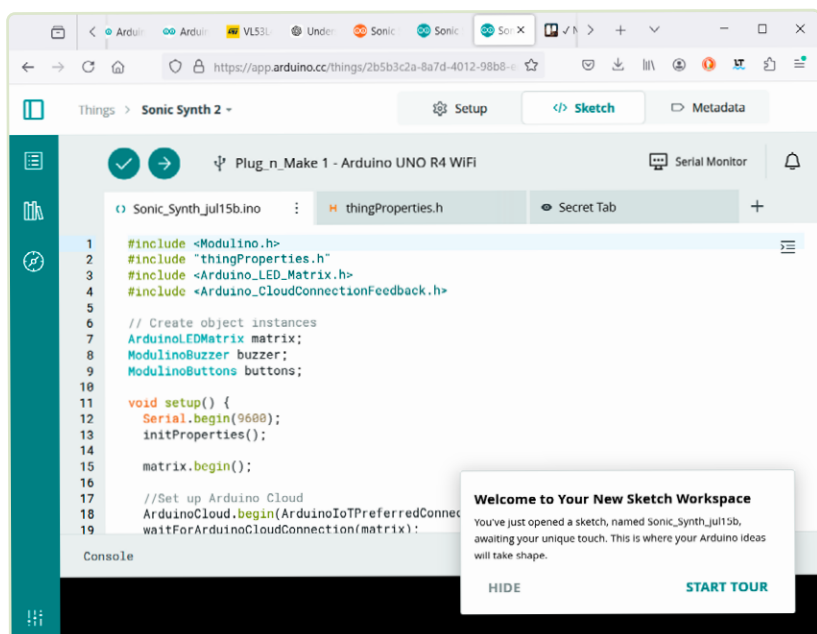 Arduin
Arduin
VL53L
Under
Sonic
Sonic
Son
https://app.arduino.cc/things/2b5b3c2a-8a7d-4012-98b8-e
Things > Sonic Synth 2
Setup
</> Sketch
Metadata
Plug_n_Make 1 - Arduino UNO R4 WiFi
Serial Monitor
Sonic_Synth_jul15b.ino
H thingProperties.h
Secret Tab
1 #include <Modulino.h>
2 #include "thingProperties.h"
3 #include <Arduino_LED_Matrix.h>
4 #include <Arduino_CloudConnectionFeedback.h>
5
6 // Create object instances
7 ArduinoLEDMatrix matrix;
8 ModulinoBuzzer buzzer;
9 ModulinoButtons buttons;
10
11 void setup() {
12 Serial.begin(9600);
13 initProperties();
14
15 matrix.begin();
16
17 //Set up Arduino Cloud
18 ArduinoCloud.begin(ArduinoIoTPreferredConnec
19 waitForArduinoCloudConnection(matrix);
Console
Welcome to Your New Sketch Workspace
You've just opened a sketch, named Sonic_Synth_jul15b,
awaiting your unique touch. This is where your Arduino ideas
will take shape.
HIDE
START TOUR